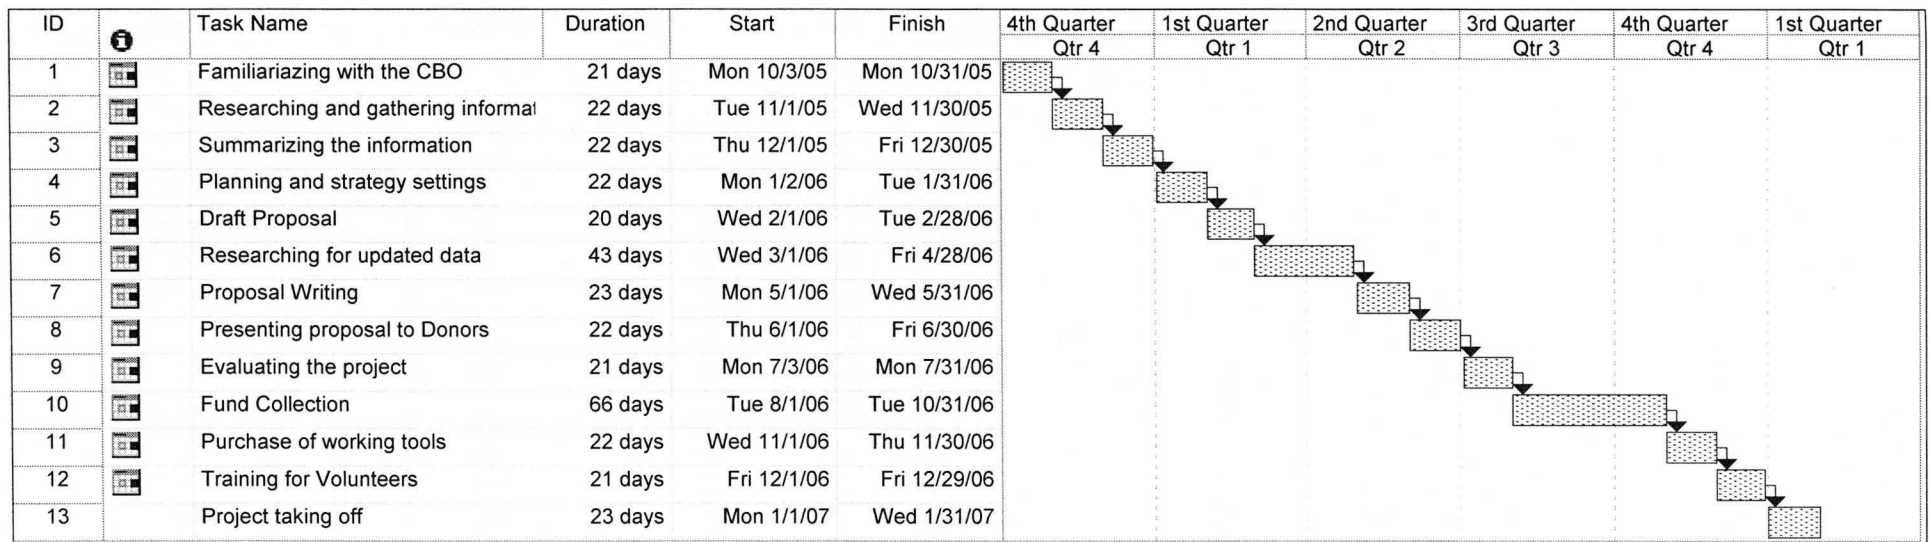 ID Task Name Duration Start Finish 4th Quarter 1st Quarter 2nd Quarter 3rd Quarter 4th Quarter 1st Quarter
Qtr 4 Qtr 1 Qtr 2 Qtr 3 Qtr 4 Qtr 1
1 Familiariazing with the CBO 21 days Mon 10/3/05 Mon 10/31/05
2 Researching and gathering informat 22 days Tue 11/1/05 Wed 11/30/05
3 Summarizing the information 22 days Thu 12/1/05 Fri 12/30/05
4 Planning and strategy settings 22 days Mon 1/2/06 Tue 1/31/06
5 Draft Proposal 20 days Wed 2/1/06 Tue 2/28/06
6 Researching for updated data 43 days Wed 3/1/06 Fri 4/28/06
7 Proposal Writing 23 days Mon 5/1/06 Wed 5/31/06
8 Presenting proposal to Donors 22 days Thu 6/1/06 Fri 6/30/06
9 Evaluating the project 21 days Mon 7/3/06 Mon 7/31/06
10 Fund Collection 66 days Tue 8/1/06 Tue 10/31/06
11 Purchase of working tools 22 days Wed 11/1/06 Thu 11/30/06
12 Training for Volunteers 21 days Fri 12/1/06 Fri 12/29/06
13 Project taking off 23 days Mon 1/1/07 Wed 1/31/07